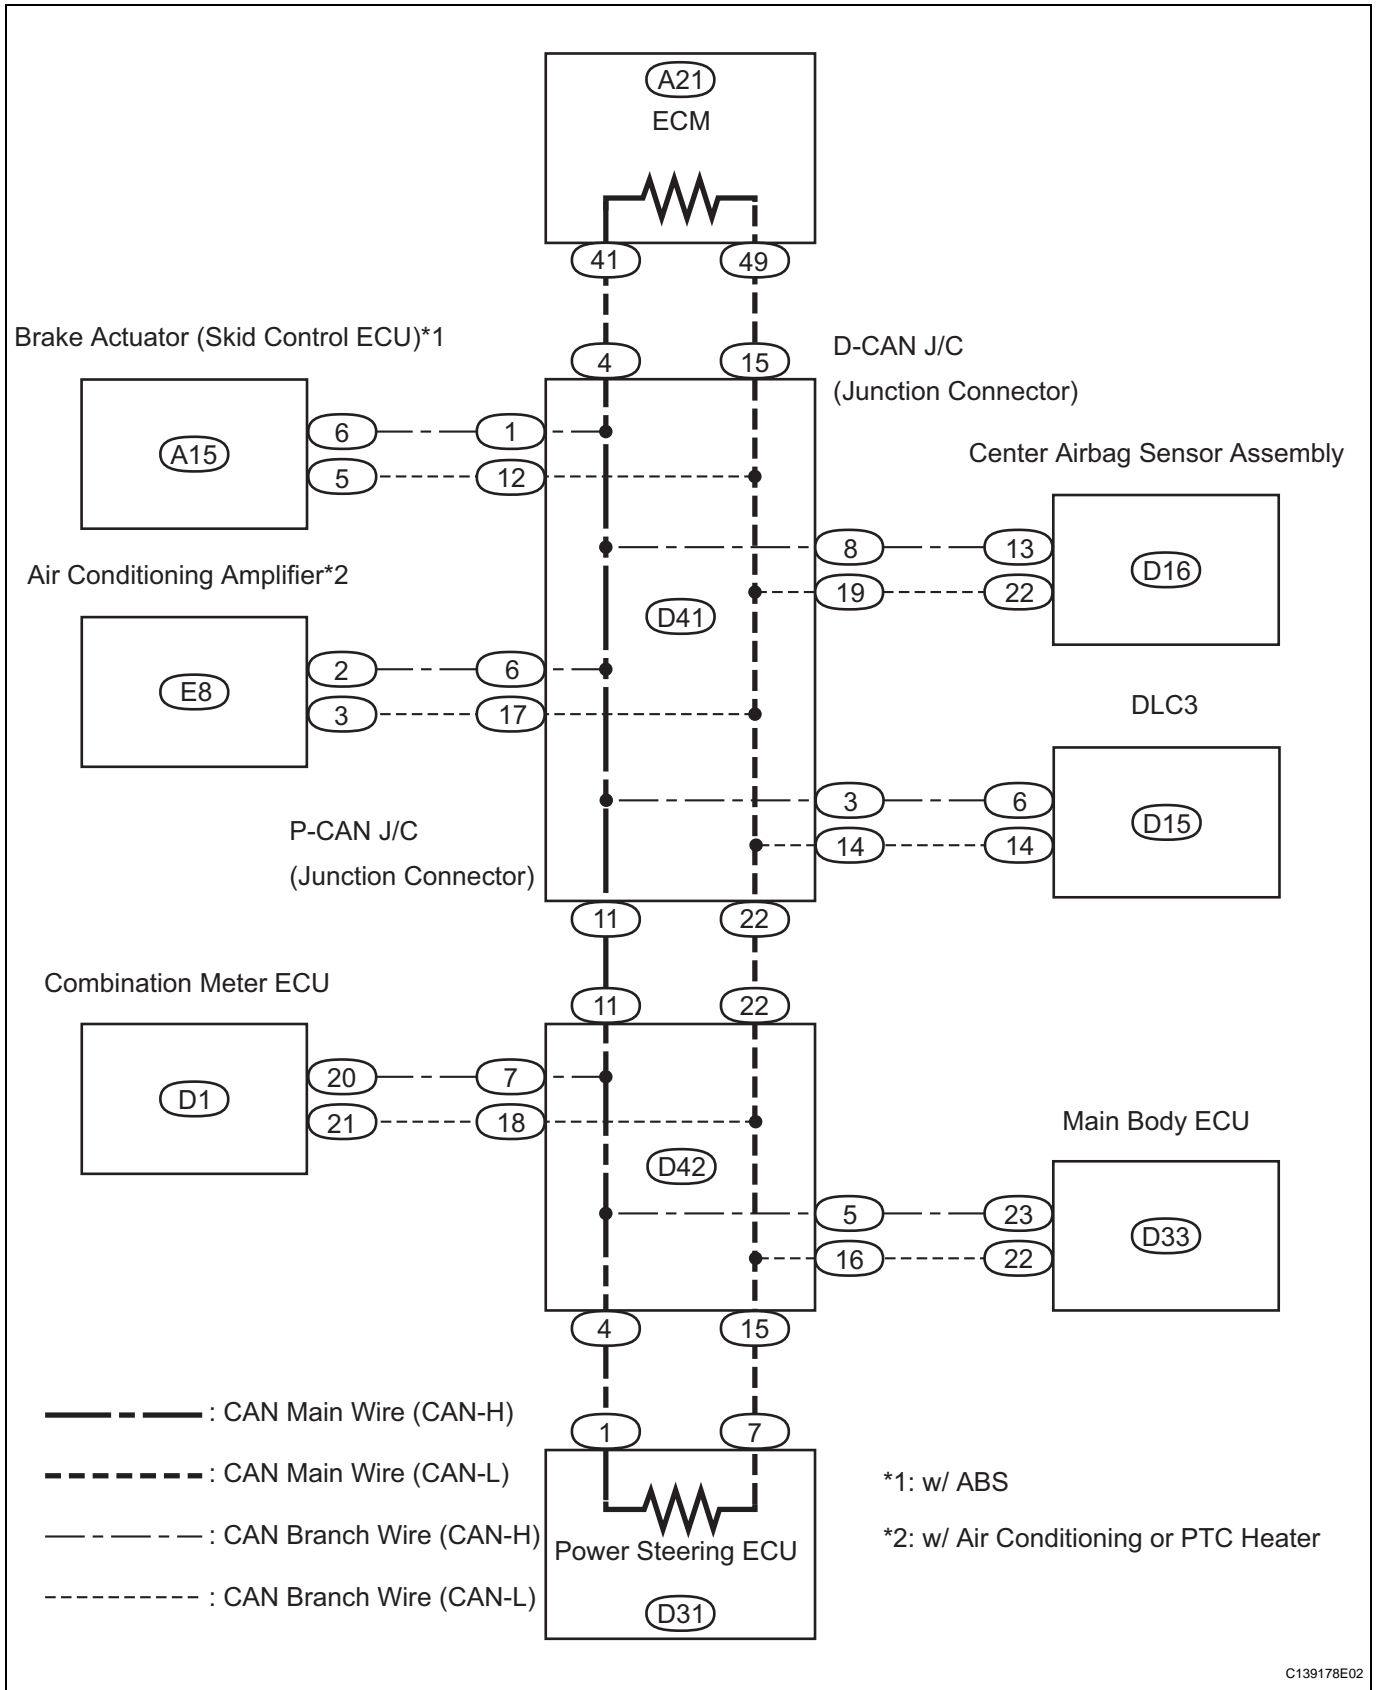 A21
ECM
41 49
Brake Actuator (Skid Control ECU)*1
4 15
D-CAN J/C
(Junction Connector)
A15
6 1
5 12
Center Airbag Sensor Assembly
8 13
19 22
D16
Air Conditioning Amplifier*2
D41
E8
2 6
3 17
DLC3
3 6
14 14
D15
P-CAN J/C
(Junction Connector)
11 22
Combination Meter ECU
11 22
D1
20 7
21 18
Main Body ECU
D42
5 23
16 22
D33
4 15
: CAN Main Wire (CAN-H)
: CAN Main Wire (CAN-L)
: CAN Branch Wire (CAN-H)
: CAN Branch Wire (CAN-L)
1 7
Power Steering ECU
D31
*1: w/ ABS
*2: w/ Air Conditioning or PTC Heater
C139178E02